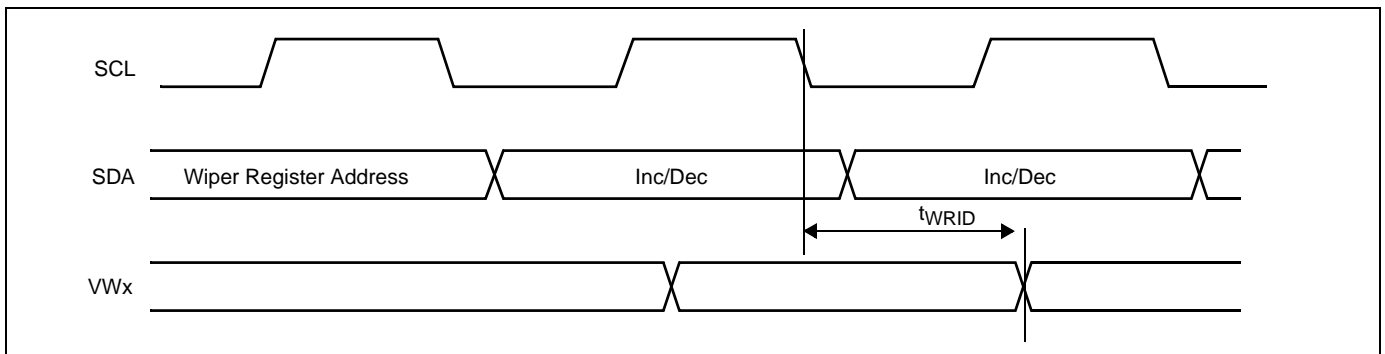 SCL
SDA Wiper Register Address Inc/Dec Inc/Dec
tWRID
VWx